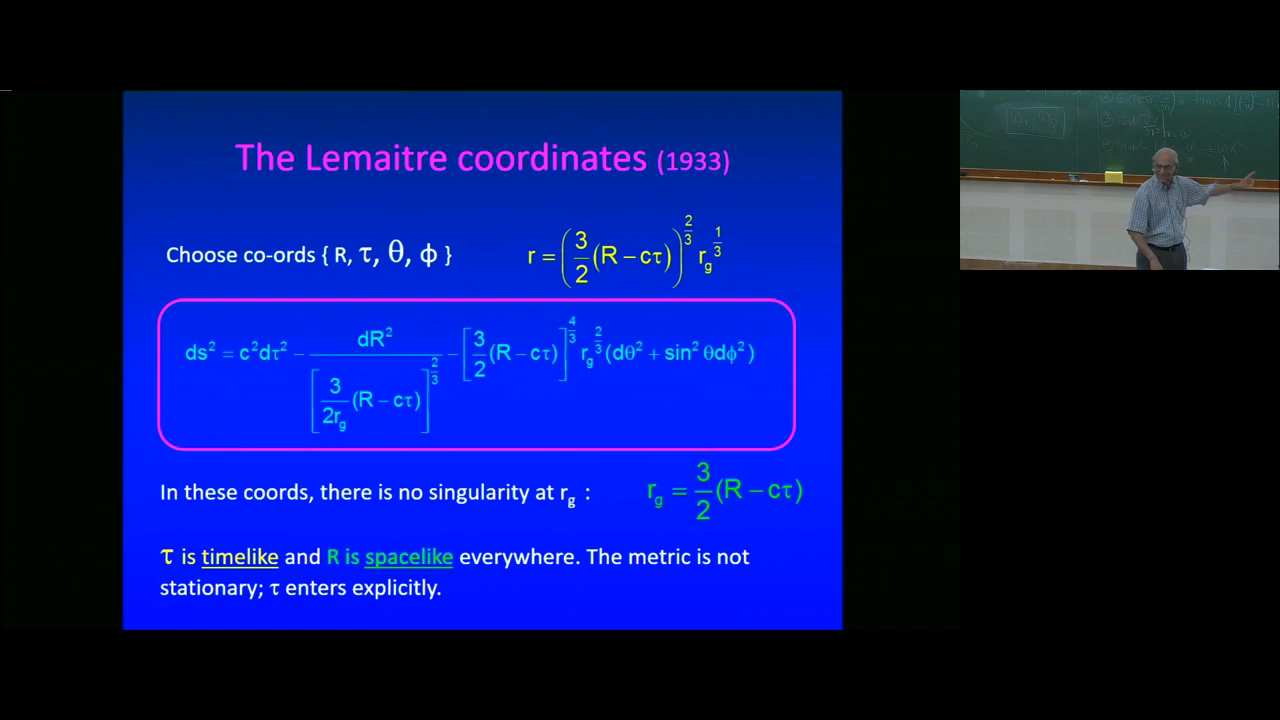 The Lemaitre coordinates (1933)
Choose co-ords { R, τ, θ, ϕ } r = (3/2 (R – cτ))^{2/3} r_g^{1/3}
ds² = c²dτ² – dR² / [3/(2r_g) (R – cτ)]^{2/3} – [3/2 (R – cτ)]^{4/3} r_g^{2/3} (dθ² + sin² θdϕ²)
In these coords, there is no singularity at r_g : r_g = 3/2 (R – cτ)
τ is timelike and R is spacelike everywhere. The metric is not
stationary; τ enters explicitly.